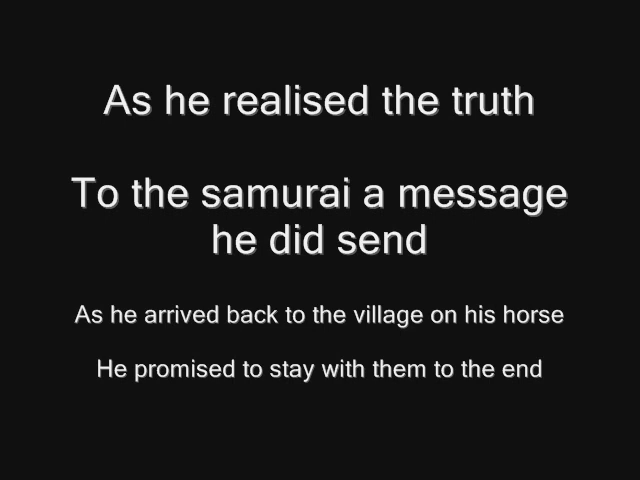 As he realised the truth
To the samurai a message
he did send
As he arrived back to the village on his horse
He promised to stay with them to the end